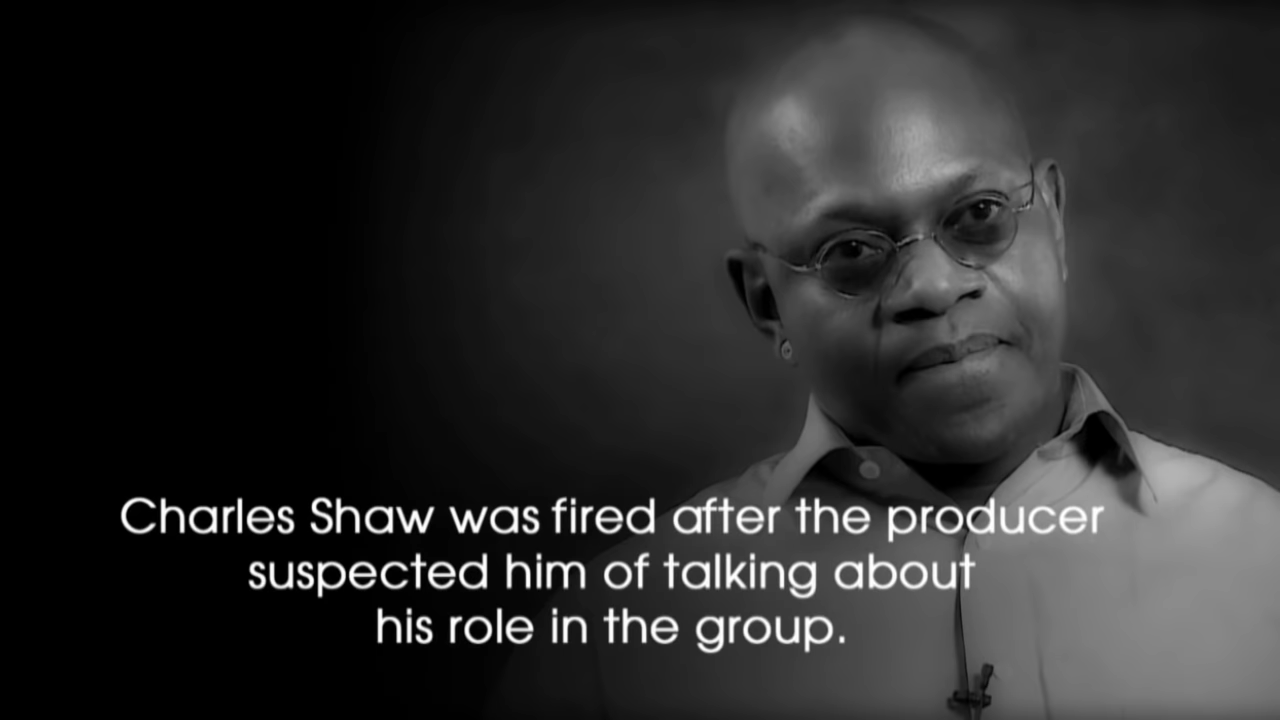 Charles Shaw was fired after the producer
suspected him of talking about
his role in the group.